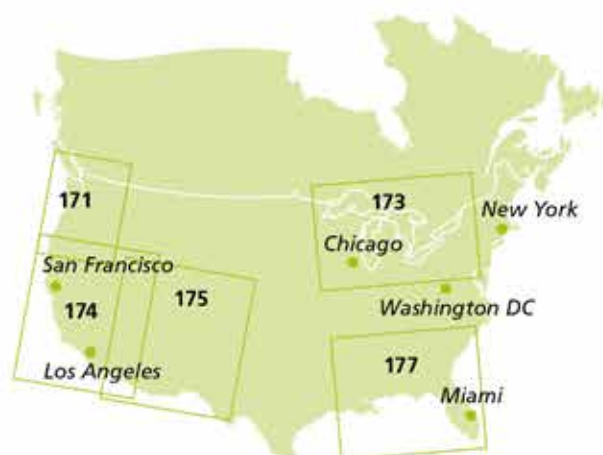 171
173
New York
Chicago
San Francisco
175
174
Washington DC
Los Angeles
177
Miami